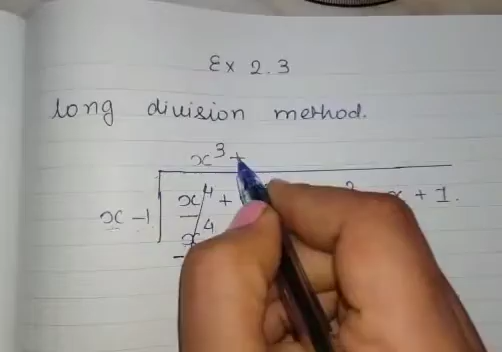 Ex 2.3
long division method.
x³ +
x - 1 x⁴ + x + 1.
x⁴